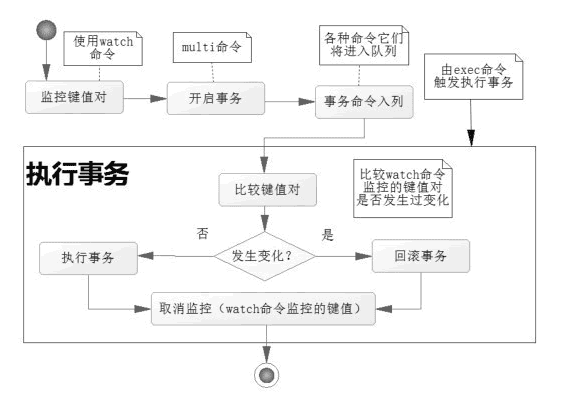 使用watch
命令
multi命令
各种命令它们
将进入队列
由exec命令
触发执行事务
监控键值对
开启事务
事务命令入列
执行事务
比较键值对
比较watch命令
监控的键值对
是否发生过变化
否
发生变化？
是
执行事务
回滚事务
取消监控（watch命令监控的键值）